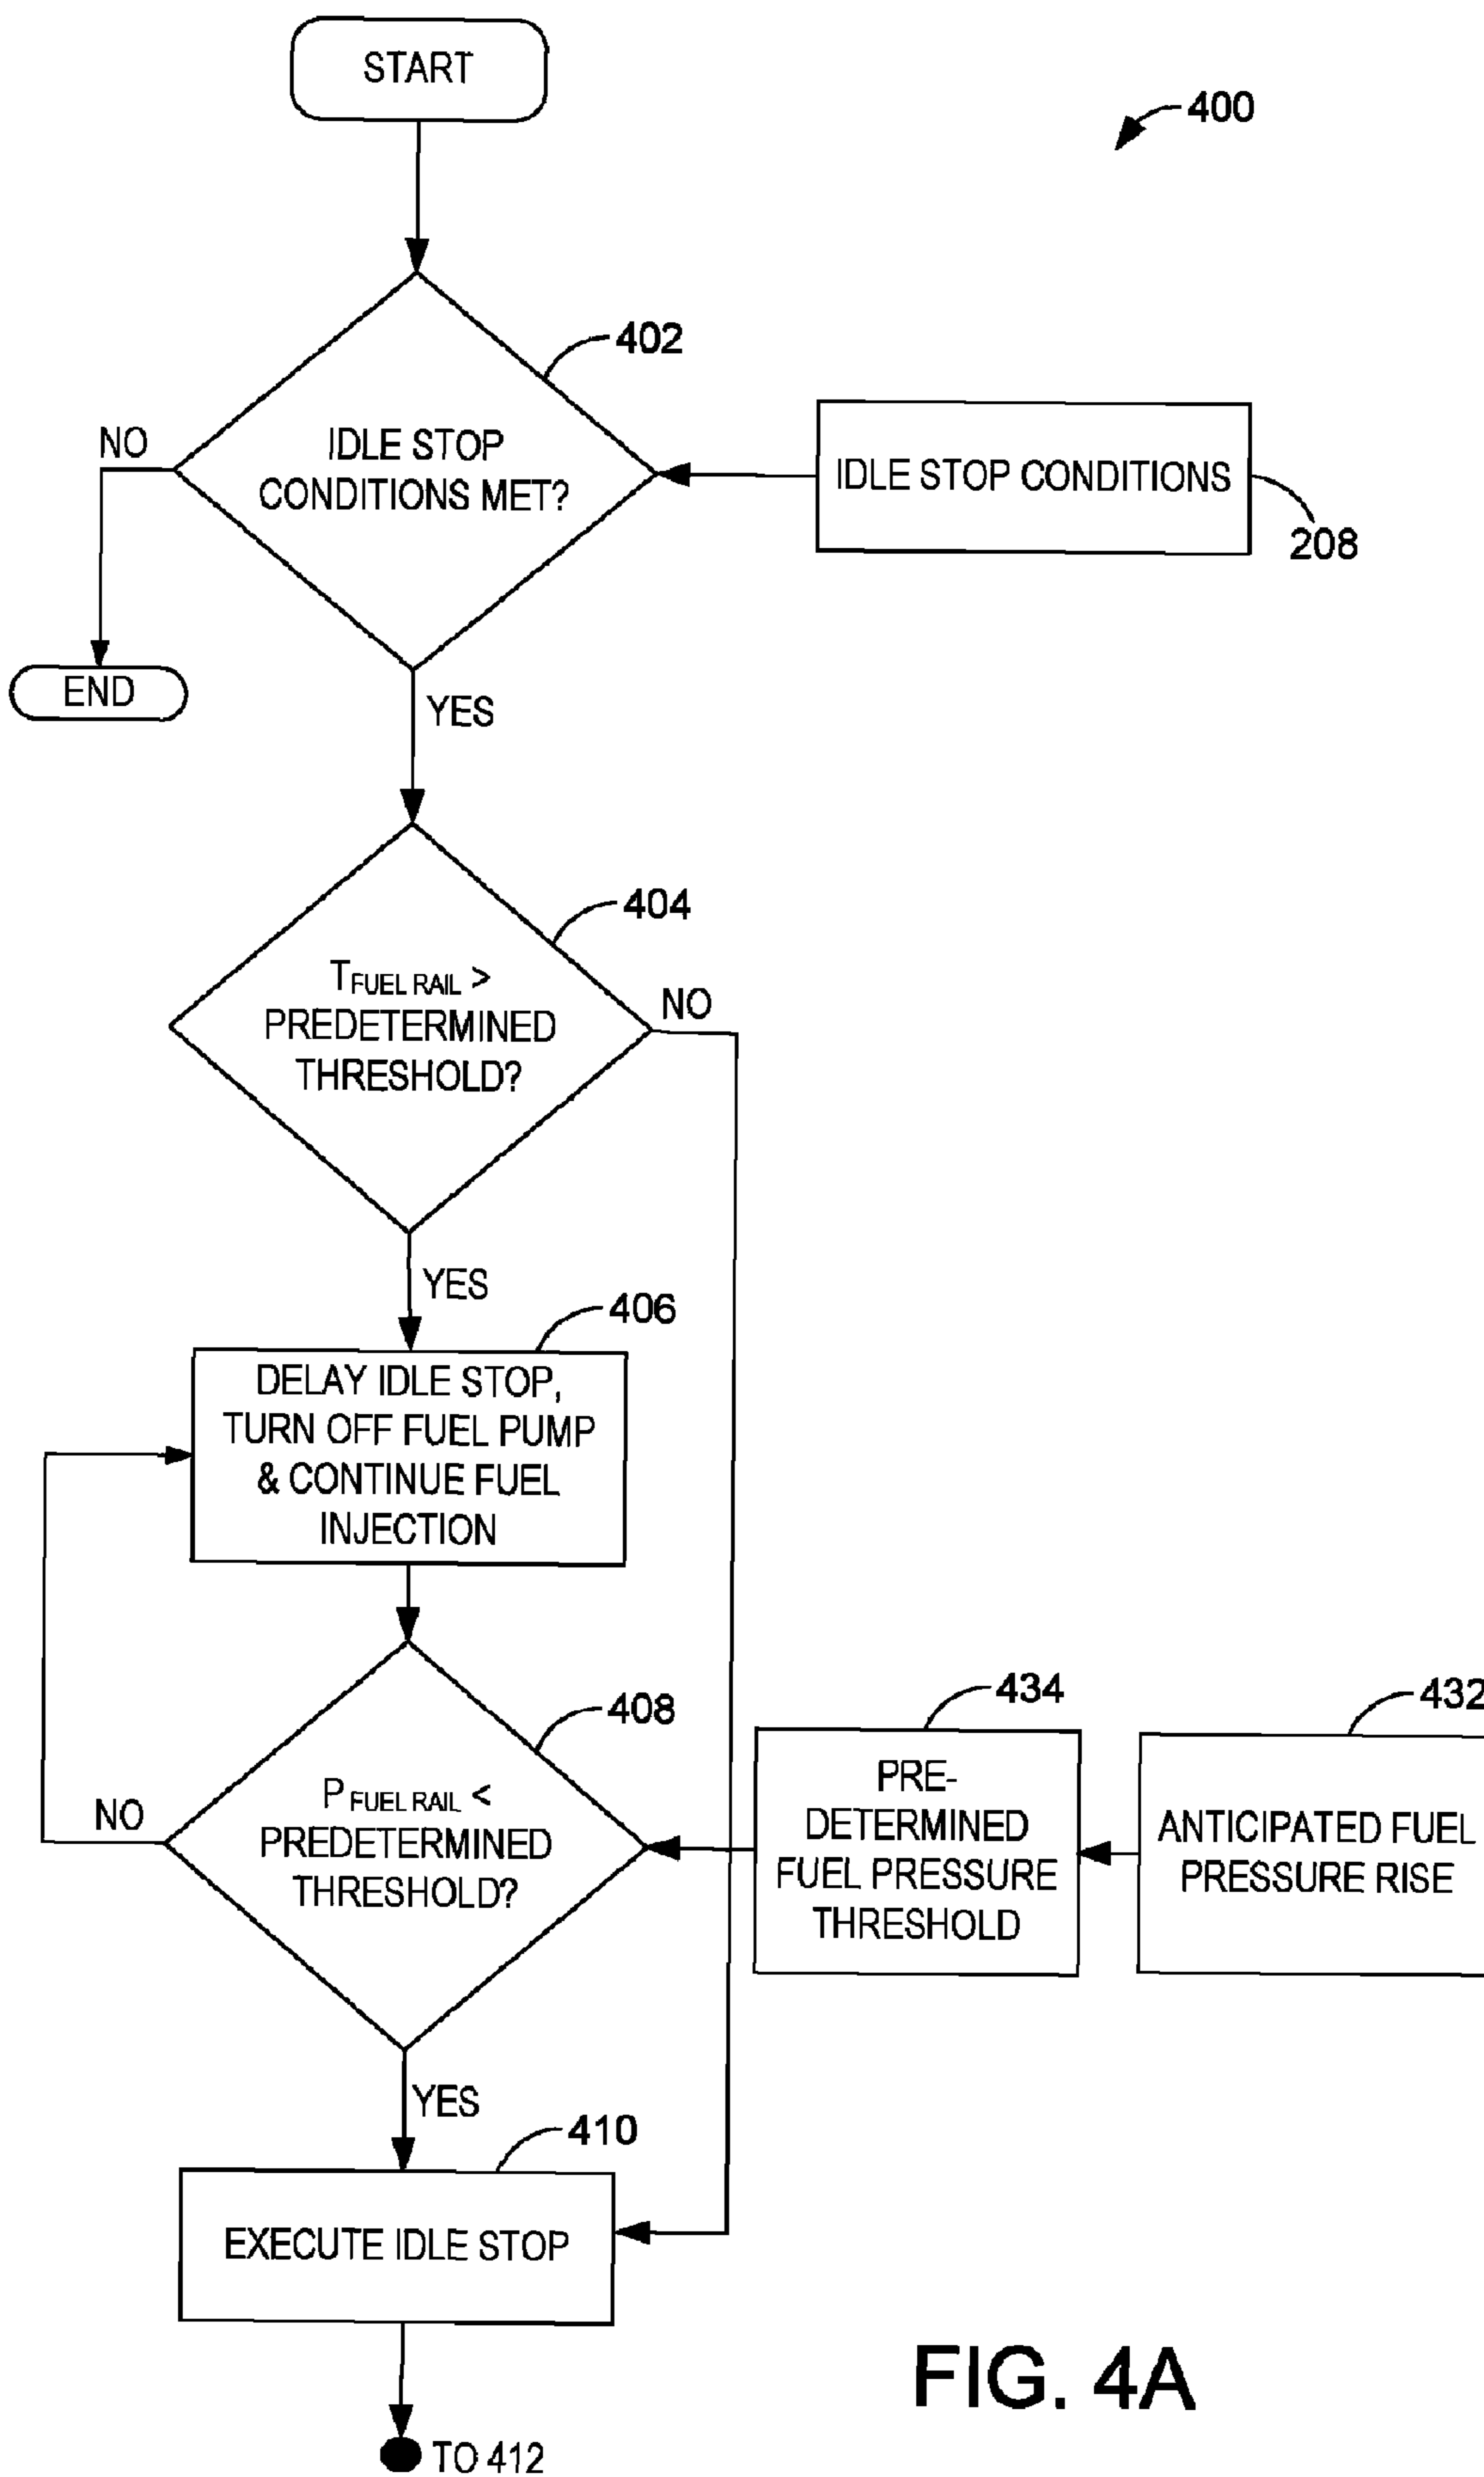 START
400
402
NO
IDLE STOP
CONDITIONS MET?
IDLE STOP CONDITIONS
208
END
YES
404
T FUEL RAIL >
PREDETERMINED
THRESHOLD?
NO
YES
406
DELAY IDLE STOP,
TURN OFF FUEL PUMP
& CONTINUE FUEL
INJECTION
408
P FUEL RAIL <
PREDETERMINED
THRESHOLD?
NO
434
PRE-
DETERMINED
FUEL PRESSURE
THRESHOLD
432
ANTICIPATED FUEL
PRESSURE RISE
YES
410
EXECUTE IDLE STOP
TO 412
FIG. 4A